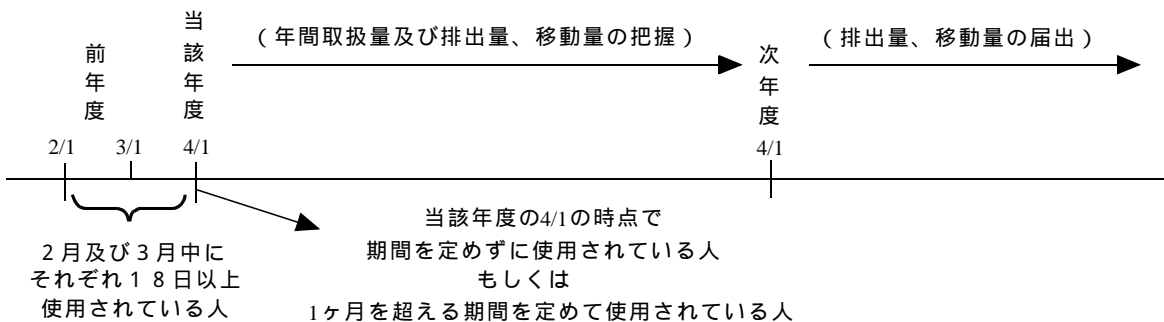 前年度
当該年度
（年間取扱量及び排出量、移動量の把握）
次年度
（排出量、移動量の届出）
2/1
3/1
4/1
4/1
２月及び３月中に
それぞれ１８日以上
使用されている人
当該年度の4/1の時点で
期間を定めずに使用されている人
もしくは
1ヶ月を超える期間を定めて使用されている人